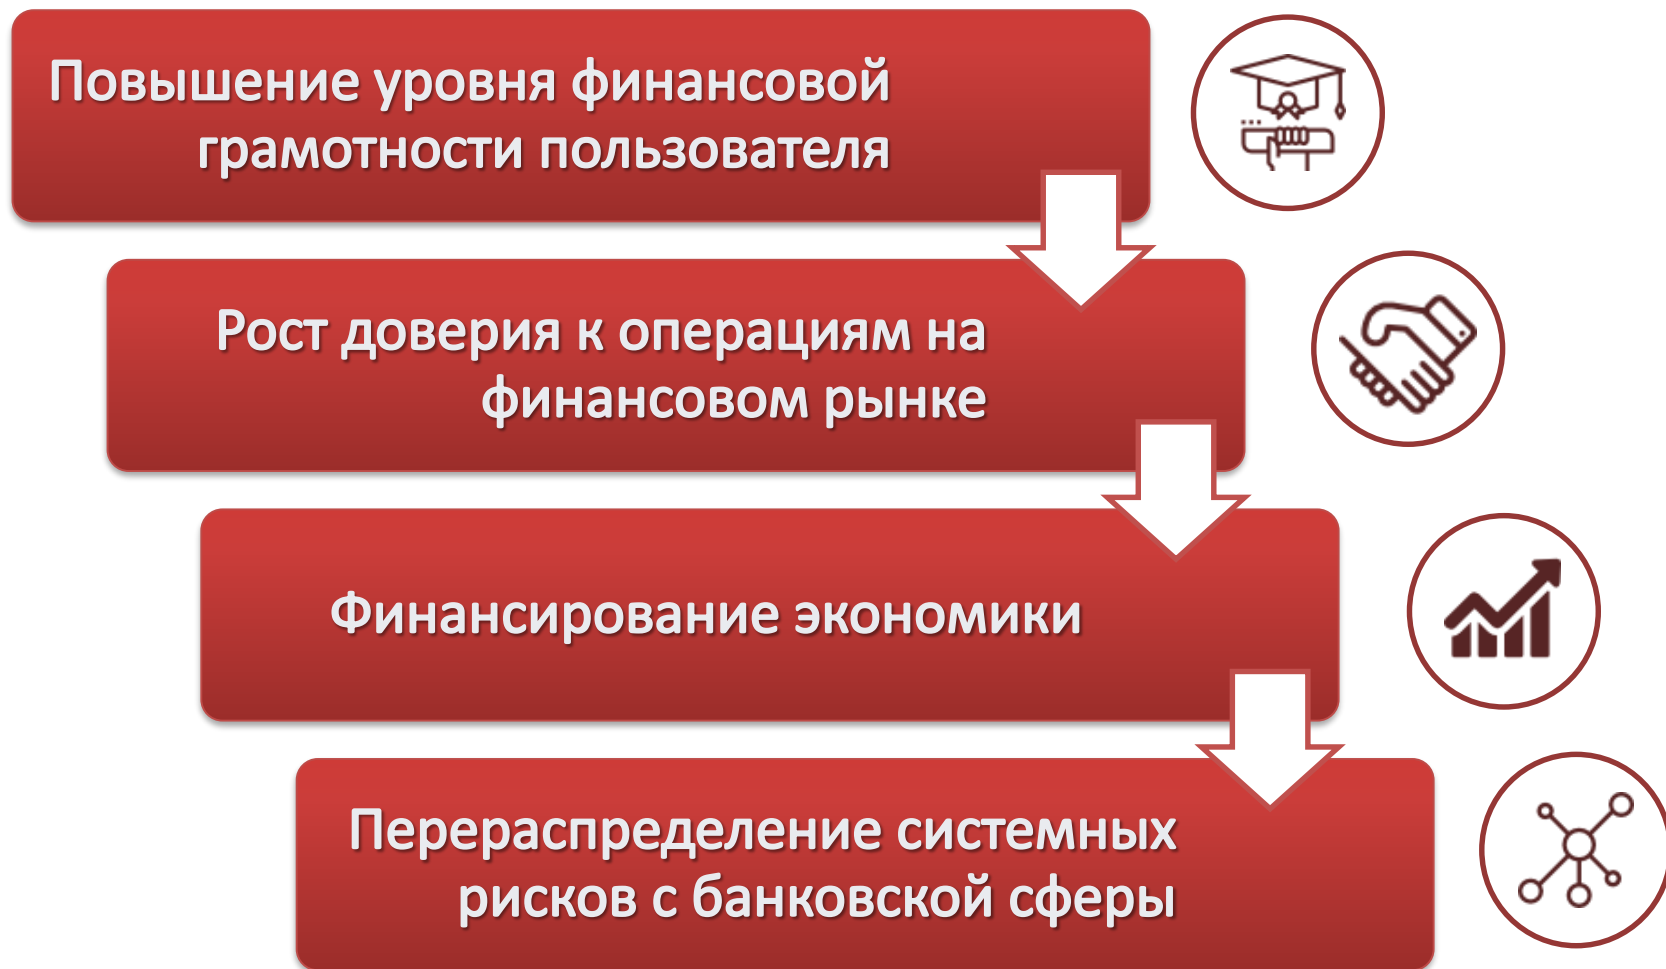 Повышение уровня финансовой
грамотности пользователя
Рост доверия к операциям на
финансовом рынке
Финансирование экономики
Перераспределение системных
рисков с банковской сферы